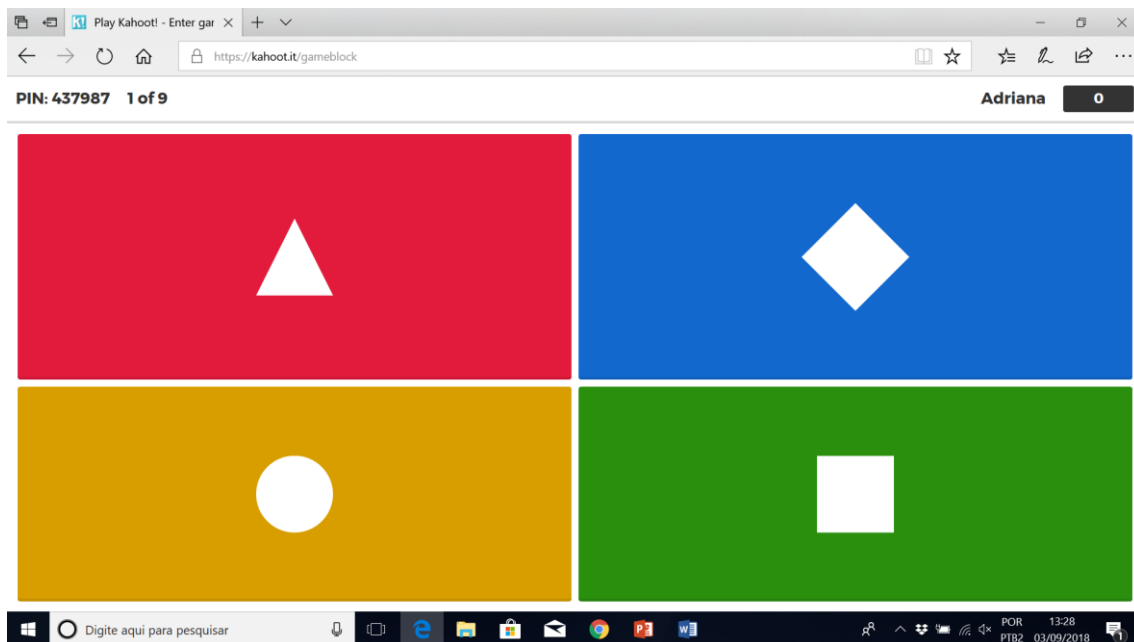 Play Kahoot! - Enter gar
https://kahoot.it/gameblock
PIN: 437987 1 of 9
Adriana 0
Digite aqui para pesquisar
POR 13:28
PTB2 03/09/2018